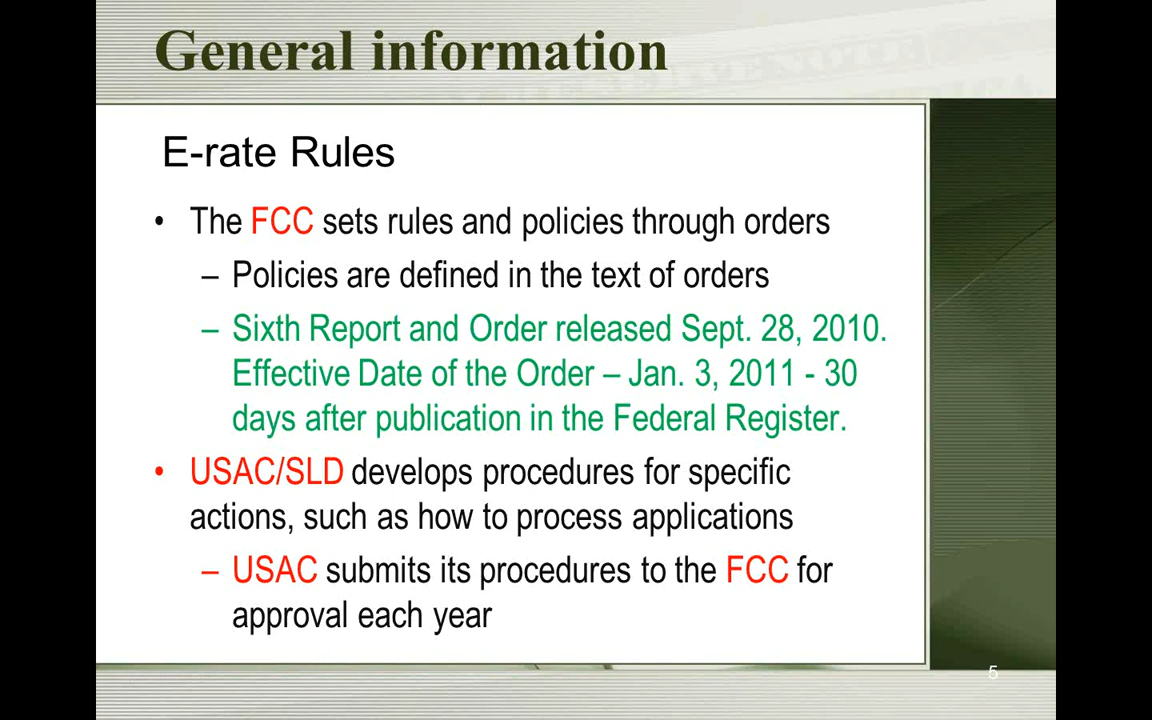 General information
E-rate Rules
• The FCC sets rules and policies through orders
– Policies are defined in the text of orders
– Sixth Report and Order released Sept. 28, 2010.
Effective Date of the Order – Jan. 3, 2011 - 30
days after publication in the Federal Register.
• USAC/SLD develops procedures for specific
actions, such as how to process applications
– USAC submits its procedures to the FCC for
approval each year
5